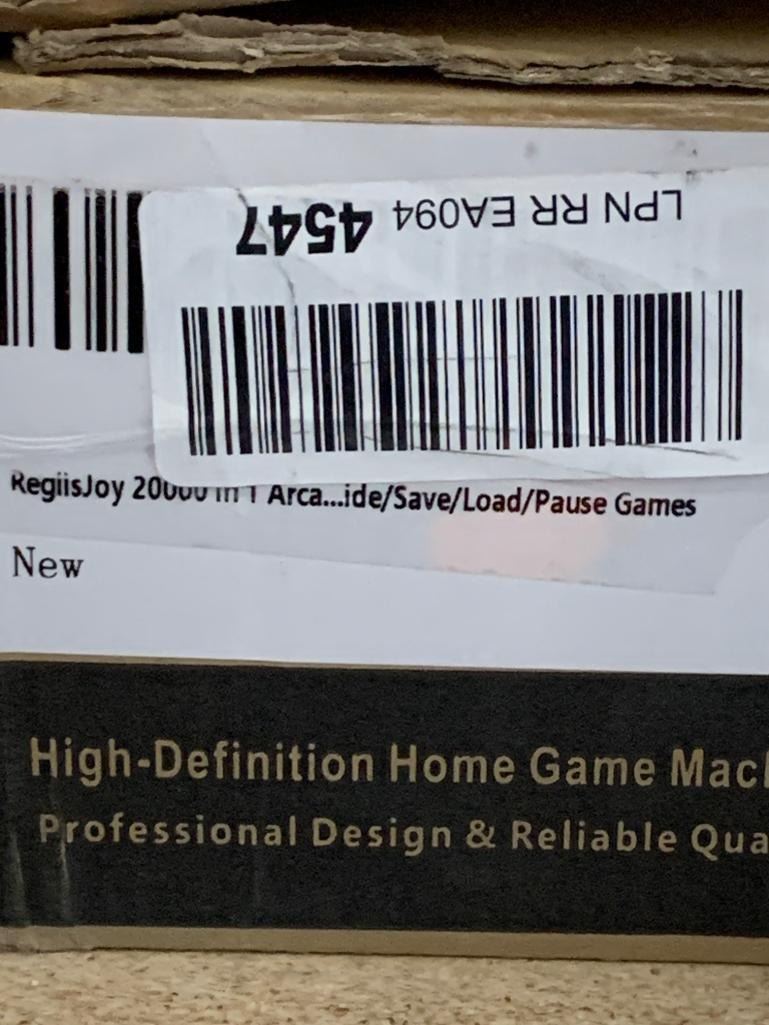 LPN RR EA094 4547
RegiisJoy 20000 in 1 Arca...ide/Save/Load/Pause Games
New
High-Definition Home Game
Professional Design & Reliable